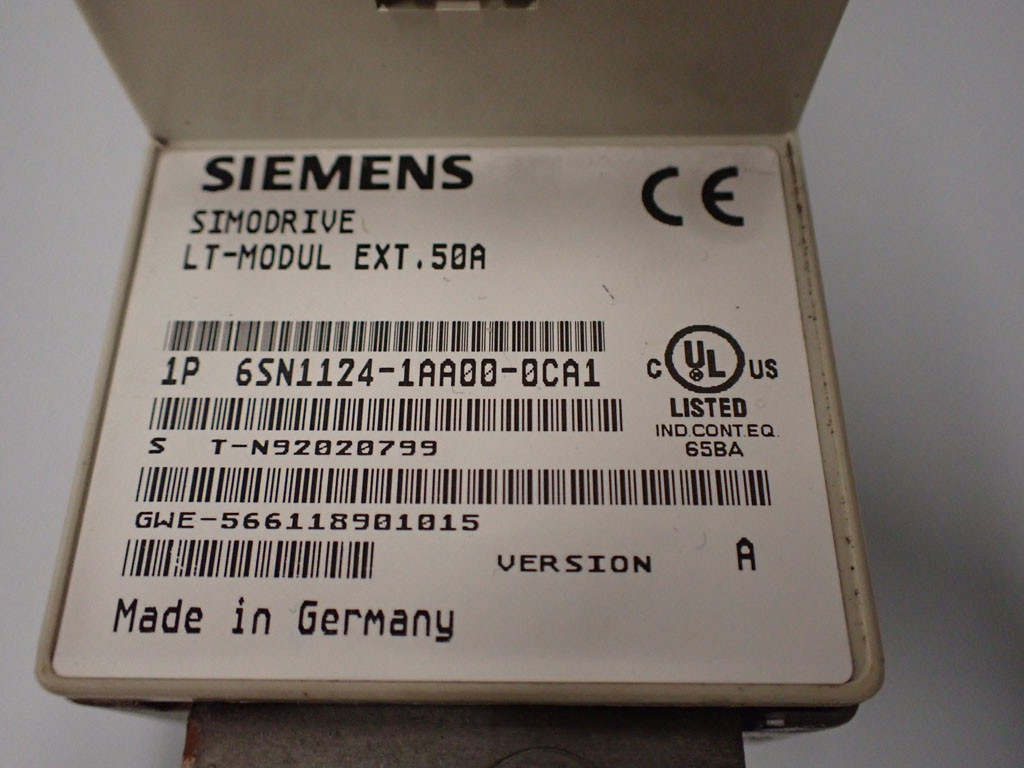 SIEMENS
CE
SIMODRIVE
LT-MODUL EXT.50A
1P 6SN1124-1AA00-0CA1
C UL US
LISTED
IND.CONT.EQ.
65BA
S T-N92020799
GWE-566118901015
VERSION A
Made in Germany